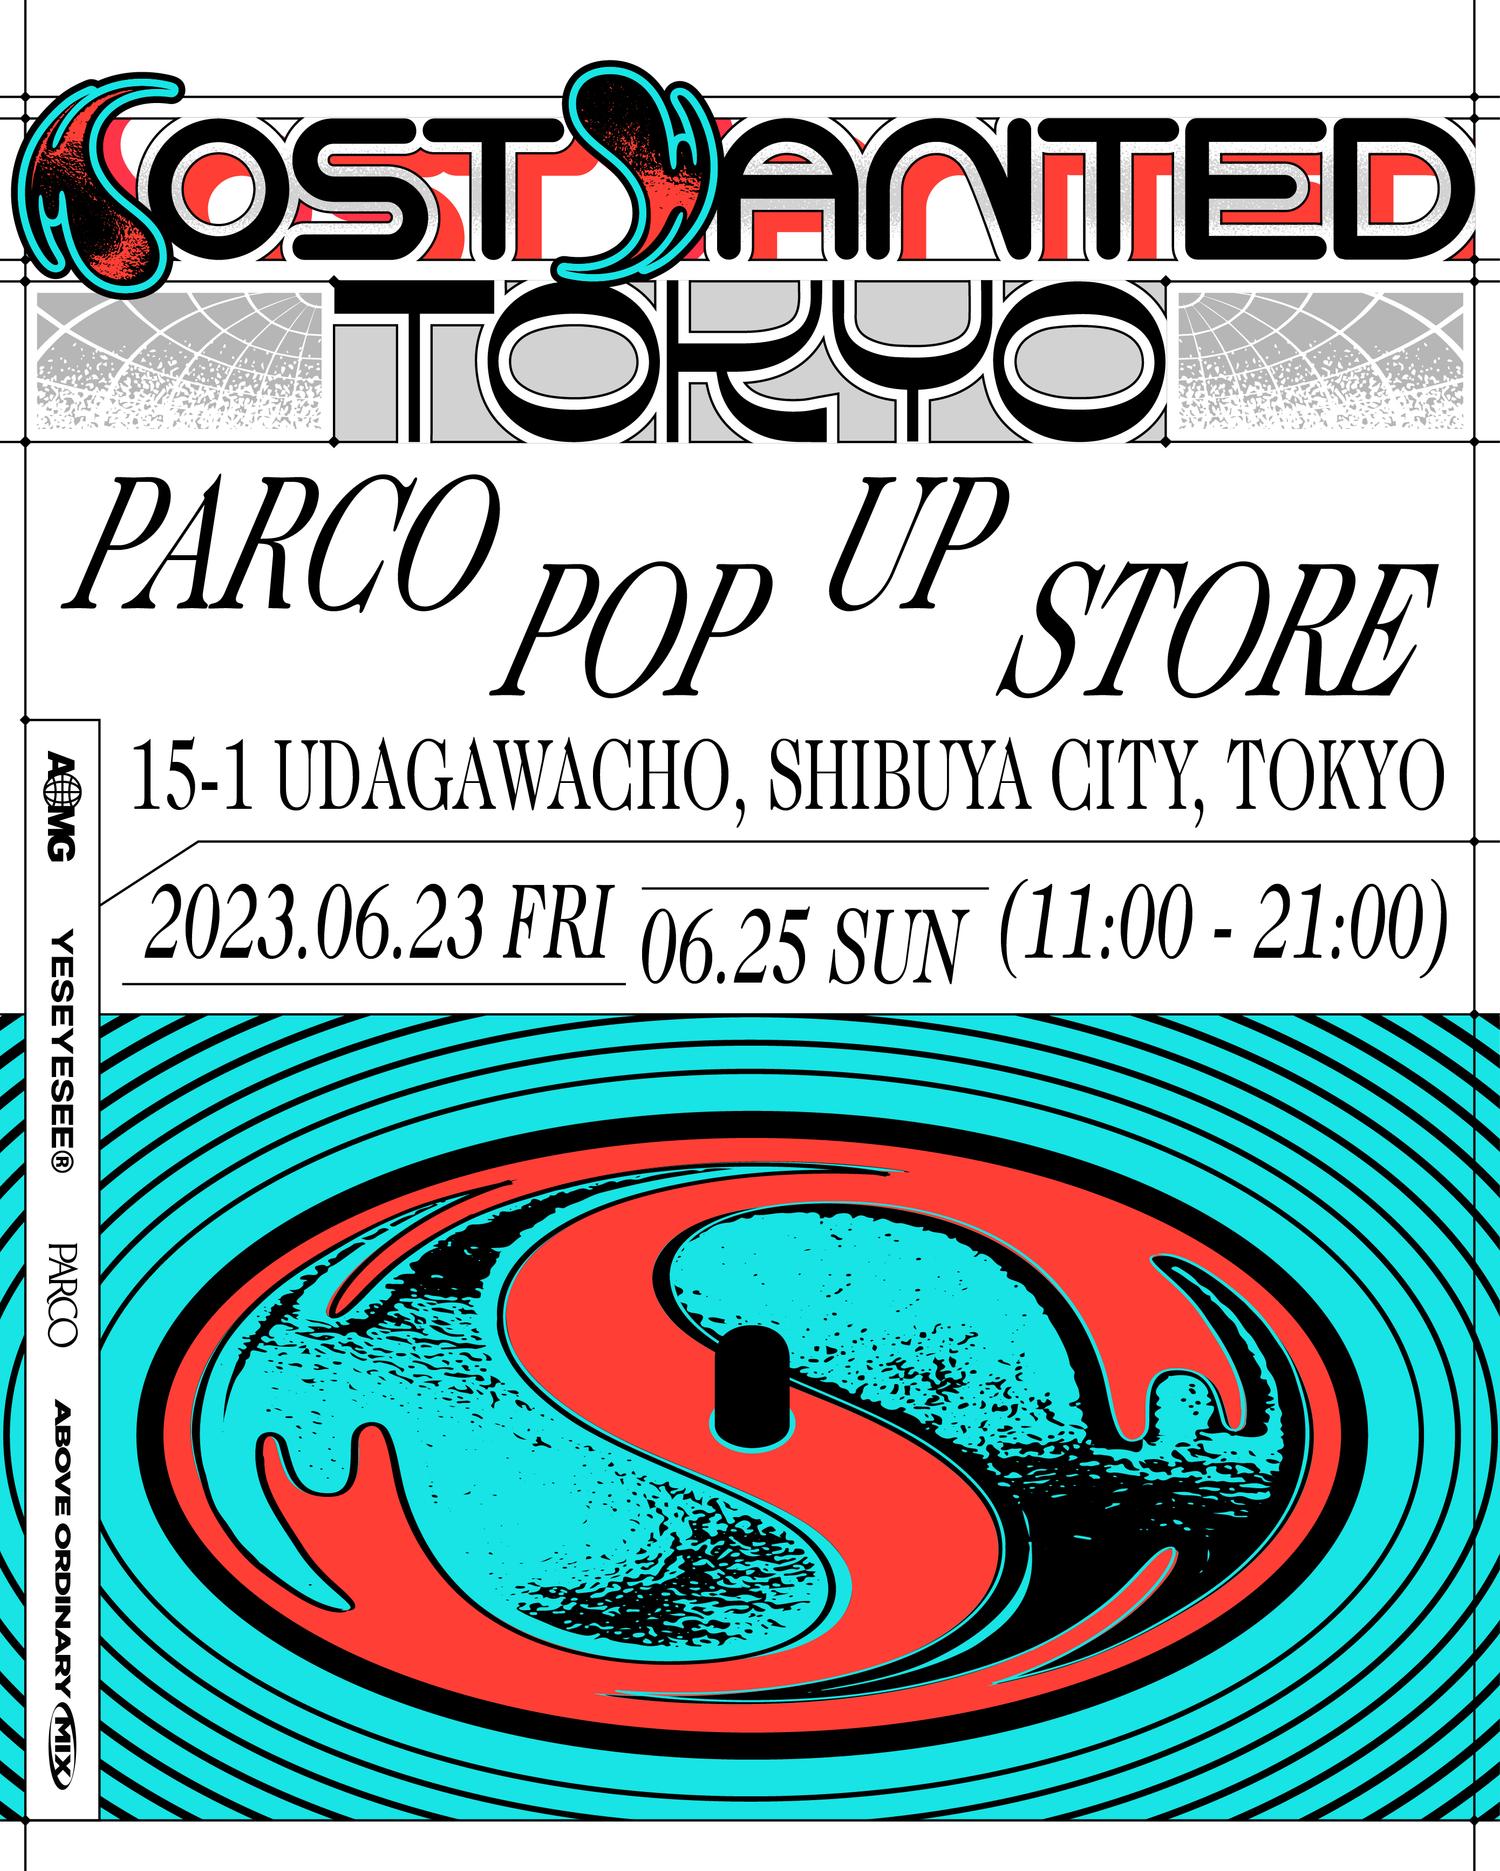 MOST WANTED
TOKYO
PARCO POP UP STORE
15-1 UDAGAWACHO, SHIBUYA CITY, TOKYO
2023.06.23 FRI 06.25 SUN (11:00 - 21:00)
AOMG YESEYESEE® PARCO ABOVE ORDINARY MIX